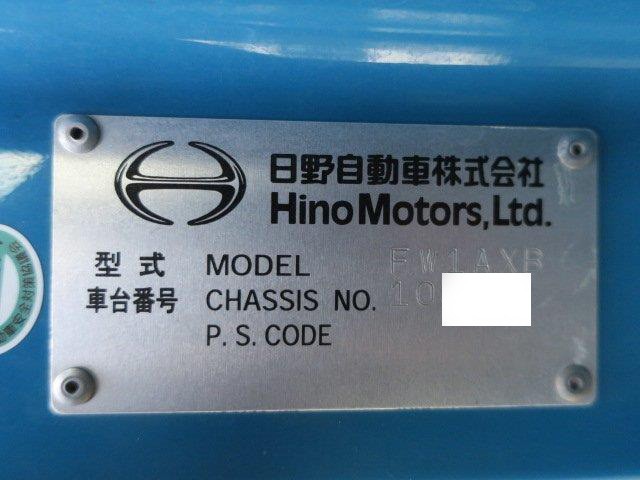 日野自動車株式会社
Hino Motors, Ltd.
型式 MODEL FW1AXB
車台番号 CHASSIS NO. 10
P. S. CODE